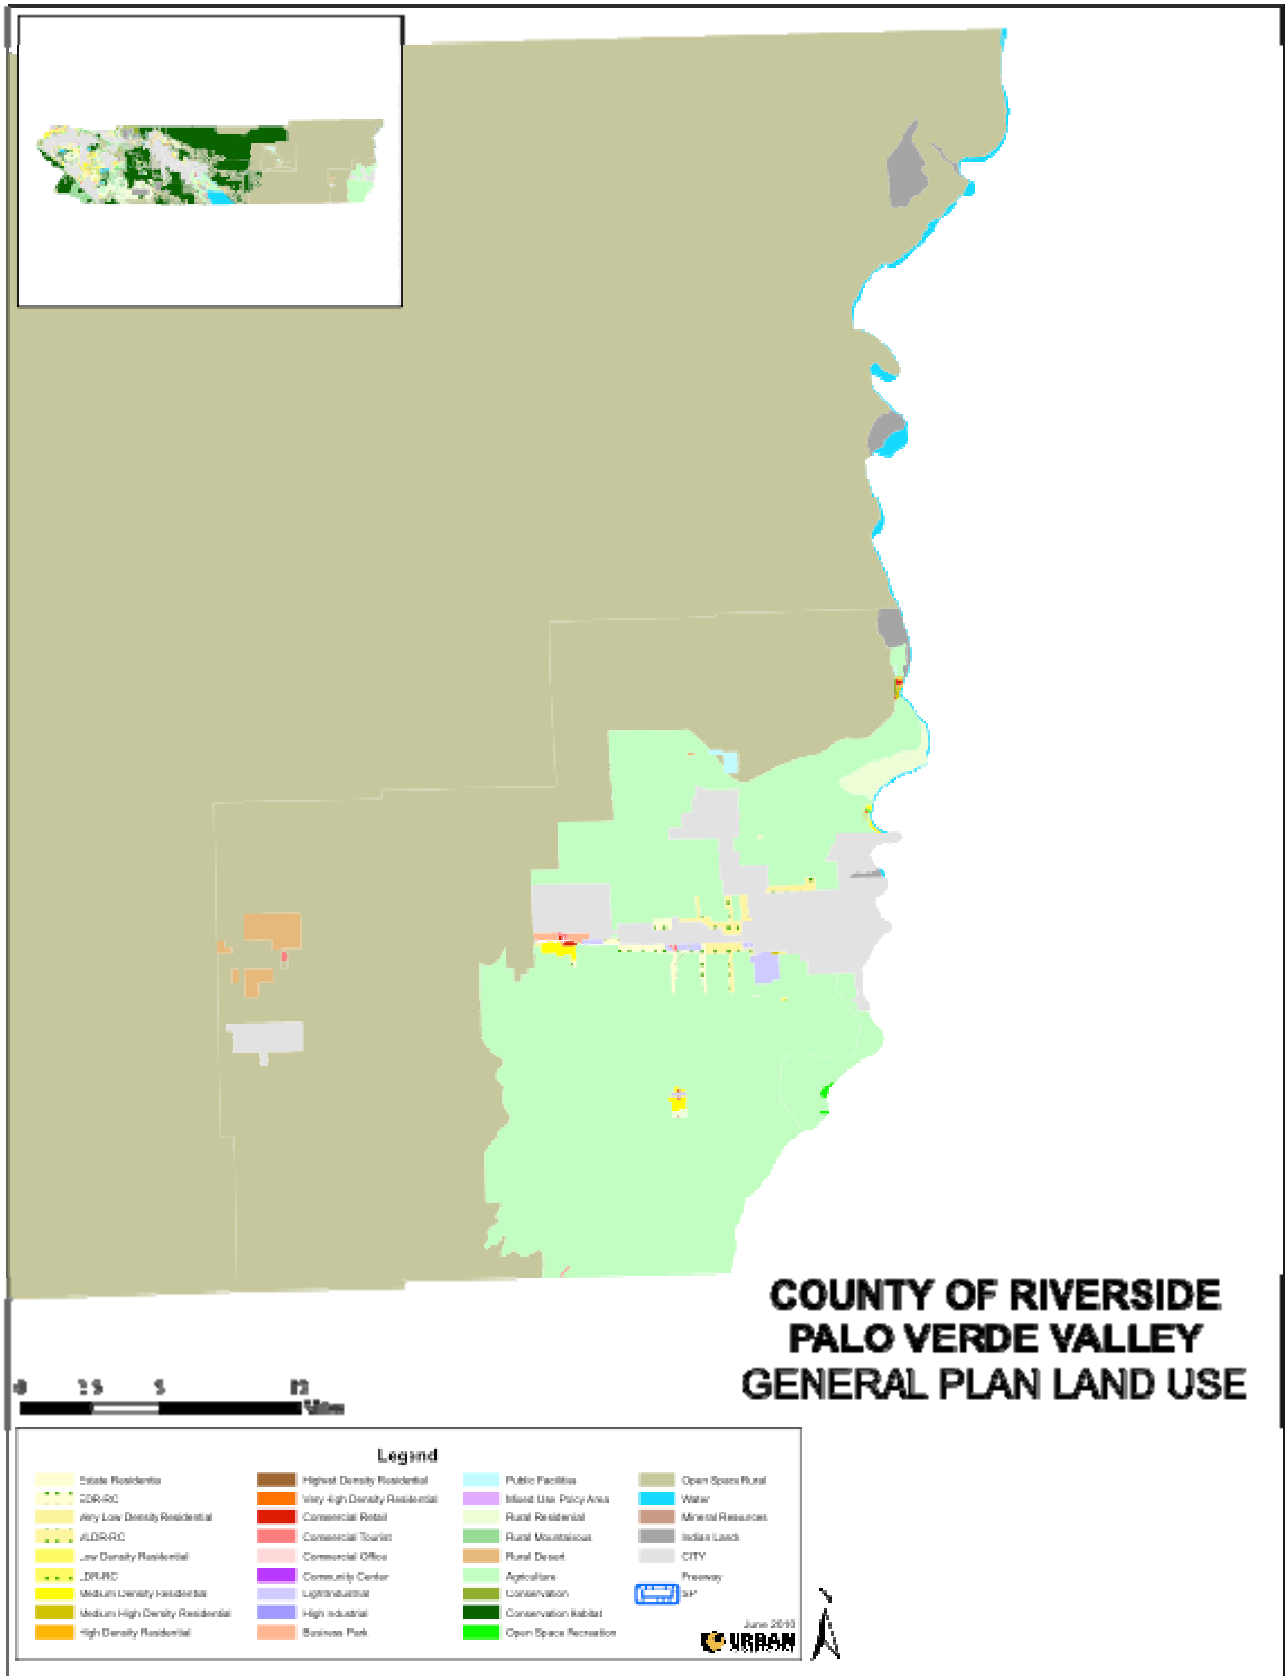 COUNTY OF RIVERSIDE
PALO VERDE VALLEY
GENERAL PLAN LAND USE
0 2.5 5 10
Miles
Legend
Estate Residential
EDR-RC
Very Low Density Residential
VLDR-RC
Low Density Residential
LDR-RC
Medium Density Residential
Medium High Density Residential
High Density Residential
Highest Density Residential
Very High Density Residential
Commercial Retail
Commercial Tourist
Commercial Office
Community Center
Light Industrial
High Industrial
Business Park
Public Facilities
Mixed Use Policy Area
Rural Residential
Rural Mountainous
Rural Desert
Agriculture
Conservation
Conservation Habitat
Open Space Recreation
Open Space Rural
Water
Mineral Resources
Indian Lands
CITY
Freeway
SP
June 2010
URBAN